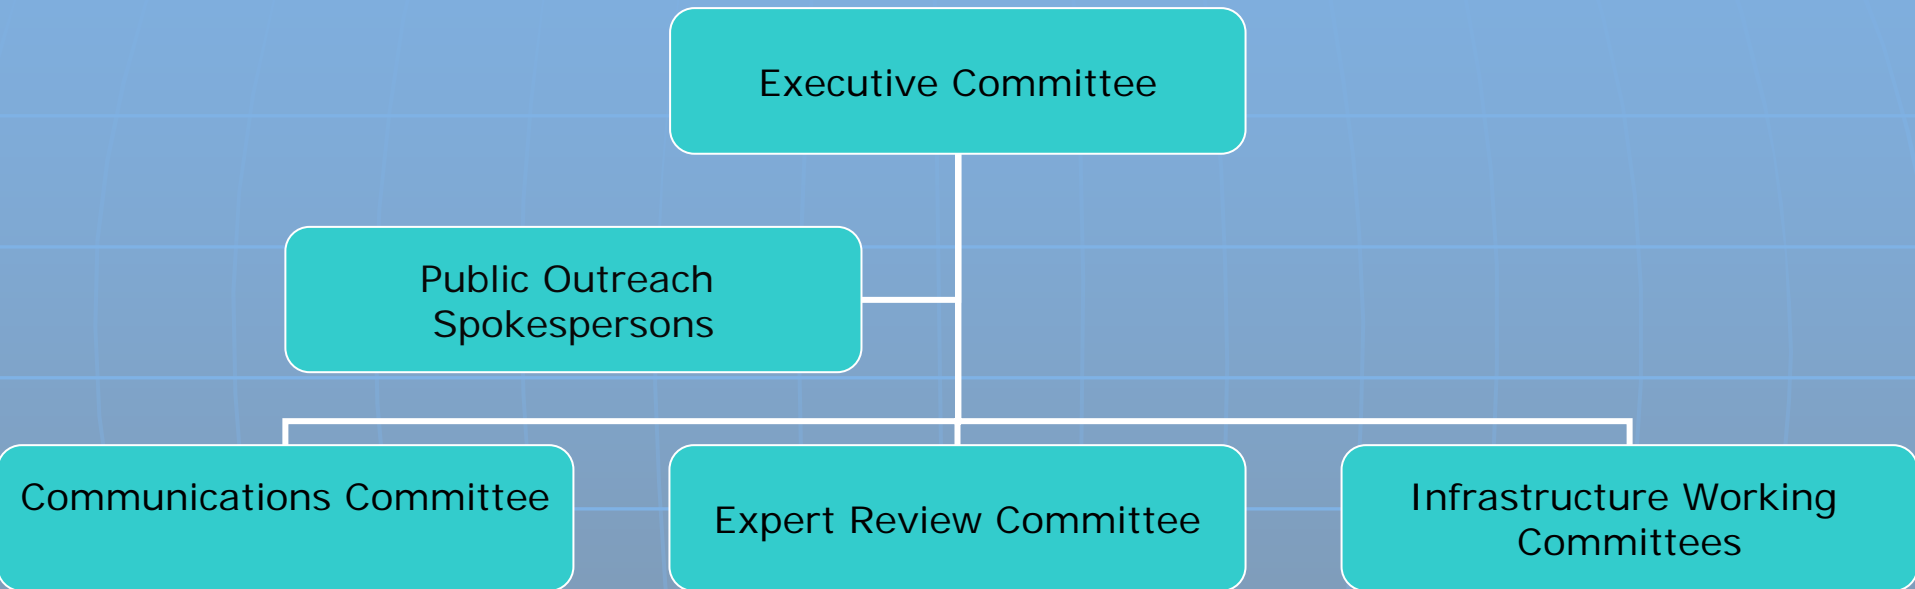 Executive Committee
Public Outreach
Spokespersons
Communications Committee
Expert Review Committee
Infrastructure Working
Committees